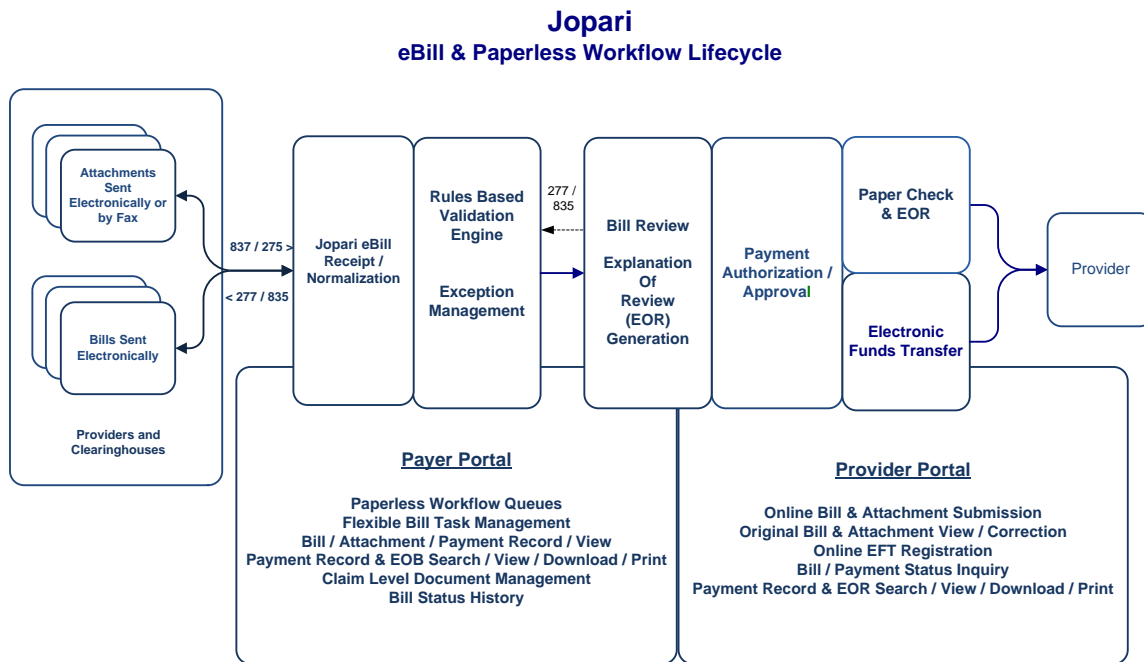 Jopari
eBill & Paperless Workflow Lifecycle
Attachments
Sent
Electronically or
by Fax
Bills Sent
Electronically
Providers and
Clearinghouses
837 / 275 >
< 277 / 835
Jopari eBill
Receipt /
Normalization
Rules Based
Validation
Engine
Exception
Management
277 /
835
Bill Review
Explanation
Of
Review
(EOR)
Generation
Payment
Authorization /
Approval
Paper Check
& EOR
Electronic
Funds Transfer
Provider
Payer Portal
Paperless Workflow Queues
Flexible Bill Task Management
Bill / Attachment / Payment Record / View
Payment Record & EOB Search / View / Download / Print
Claim Level Document Management
Bill Status History
Provider Portal
Online Bill & Attachment Submission
Original Bill & Attachment View / Correction
Online EFT Registration
Bill / Payment Status Inquiry
Payment Record & EOR Search / View / Download / Print